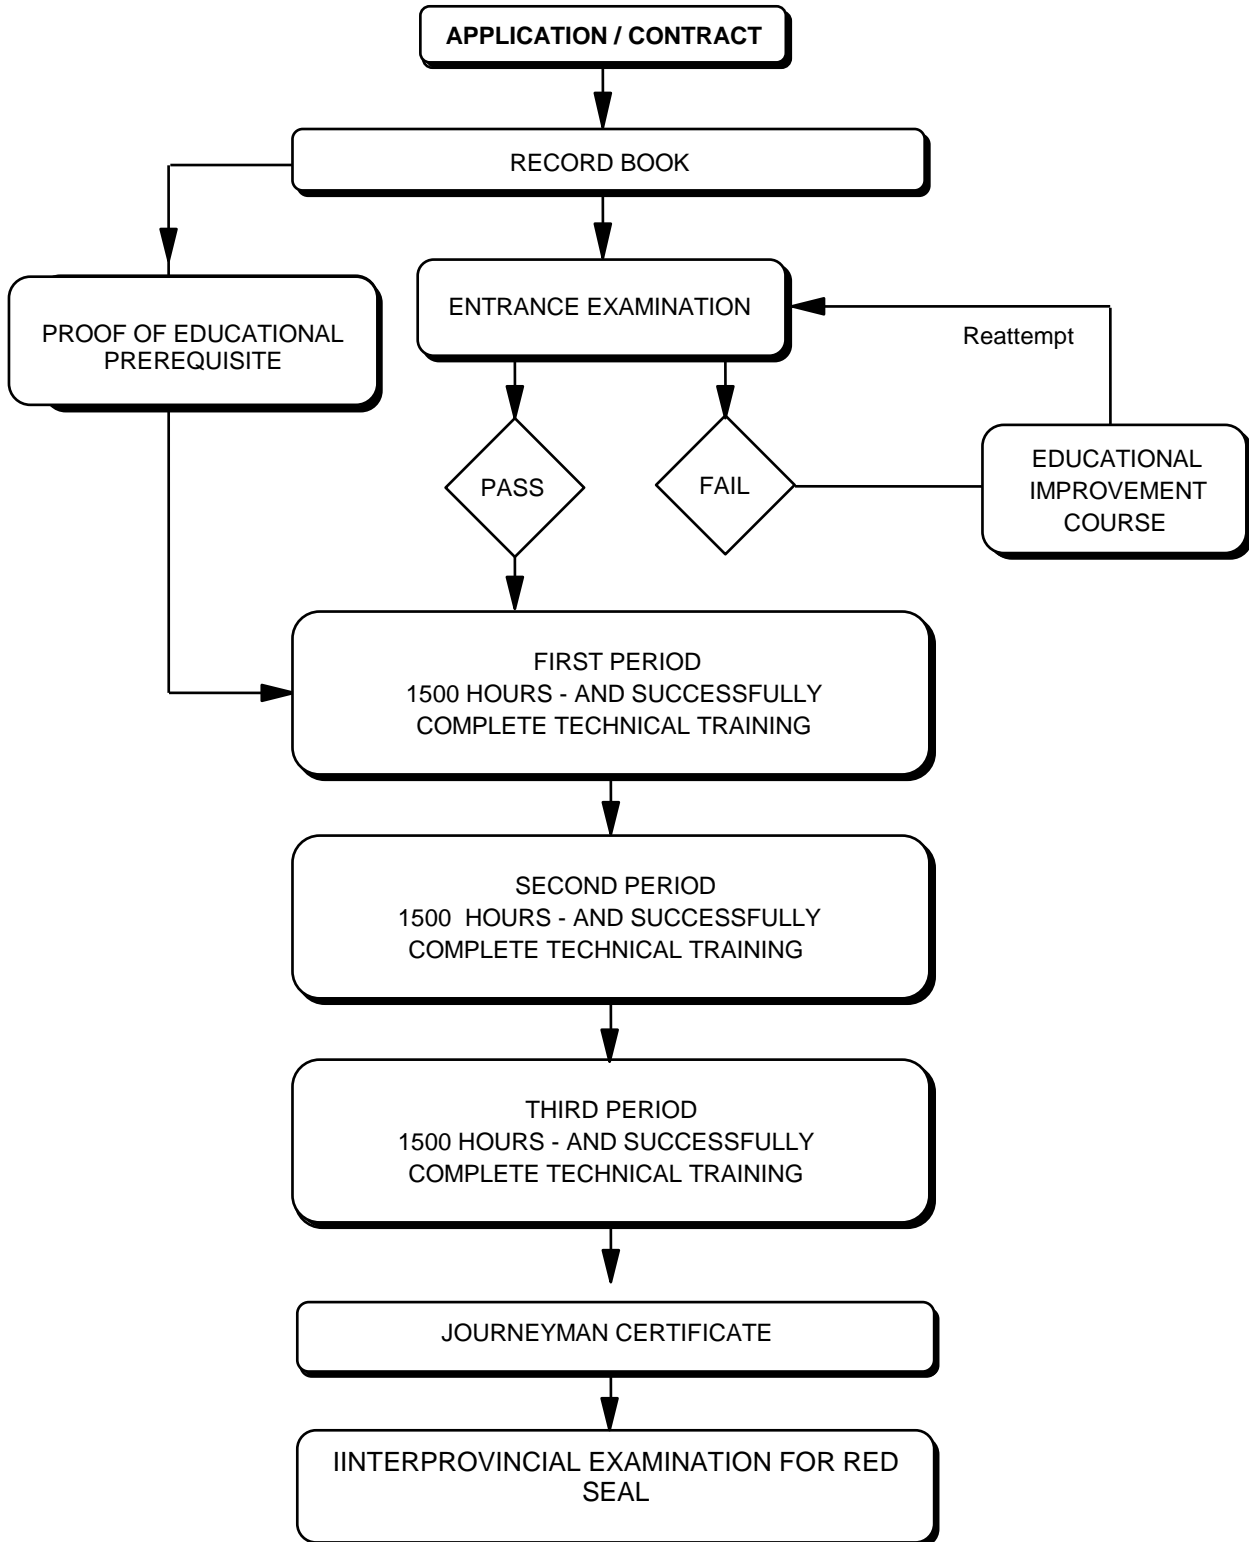 APPLICATION / CONTRACT
RECORD BOOK
PROOF OF EDUCATIONAL
PREREQUISITE
ENTRANCE EXAMINATION
Reattempt
PASS
FAIL
EDUCATIONAL
IMPROVEMENT
COURSE
FIRST PERIOD
1500 HOURS - AND SUCCESSFULLY
COMPLETE TECHNICAL TRAINING
SECOND PERIOD
1500 HOURS - AND SUCCESSFULLY
COMPLETE TECHNICAL TRAINING
THIRD PERIOD
1500 HOURS - AND SUCCESSFULLY
COMPLETE TECHNICAL TRAINING
JOURNEYMAN CERTIFICATE
IINTERPROVINCIAL EXAMINATION FOR RED
SEAL